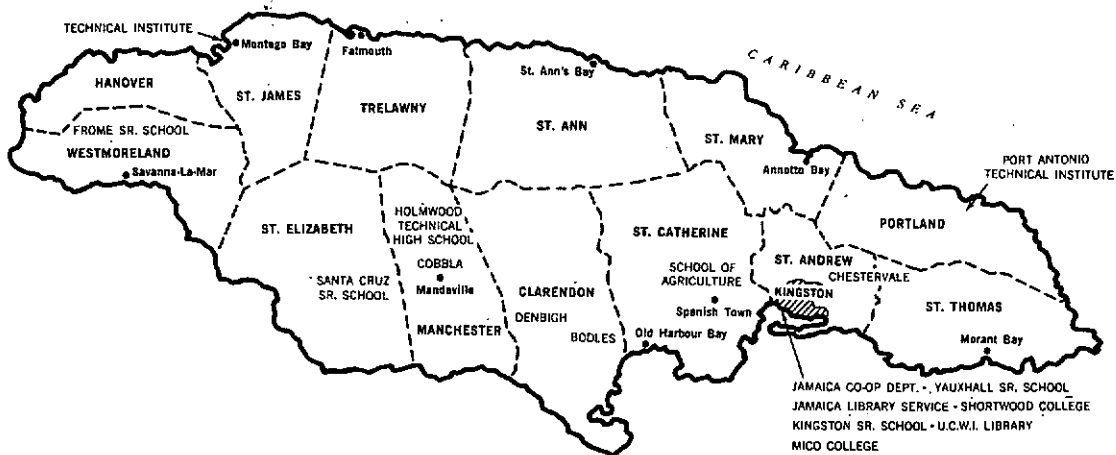 TECHNICAL INSTITUTE
Montego Bay
Falmouth
St. Ann's Bay
CARIBBEAN SEA
HANOVER
ST. JAMES
TRELAWNY
ST. ANN
ST. MARY
FROME SR. SCHOOL
WESTMORELAND
Savanna-La-Mar
Annotto Bay
PORT ANTONIO
TECHNICAL INSTITUTE
HOLMWOOD
TECHNICAL
HIGH SCHOOL
ST. ELIZABETH
ST. CATHERINE
PORTLAND
ST. ANDREW
CHESTERVALE
COBBLA
Mandeville
SANTA CRUZ
SR. SCHOOL
SCHOOL OF
AGRICULTURE
KINGSTON
CLARENDON
DENBIGH
Spanish Town
ST. THOMAS
MANCHESTER
BODLES
Old Harbour Bay
Morant Bay
JAMAICA CO-OP DEPT. - YAUXHALL SR. SCHOOL
JAMAICA LIBRARY SERVICE - SHORTWOOD COLLEGE
KINGSTON SR. SCHOOL - U.C.W.I. LIBRARY
MICO COLLEGE